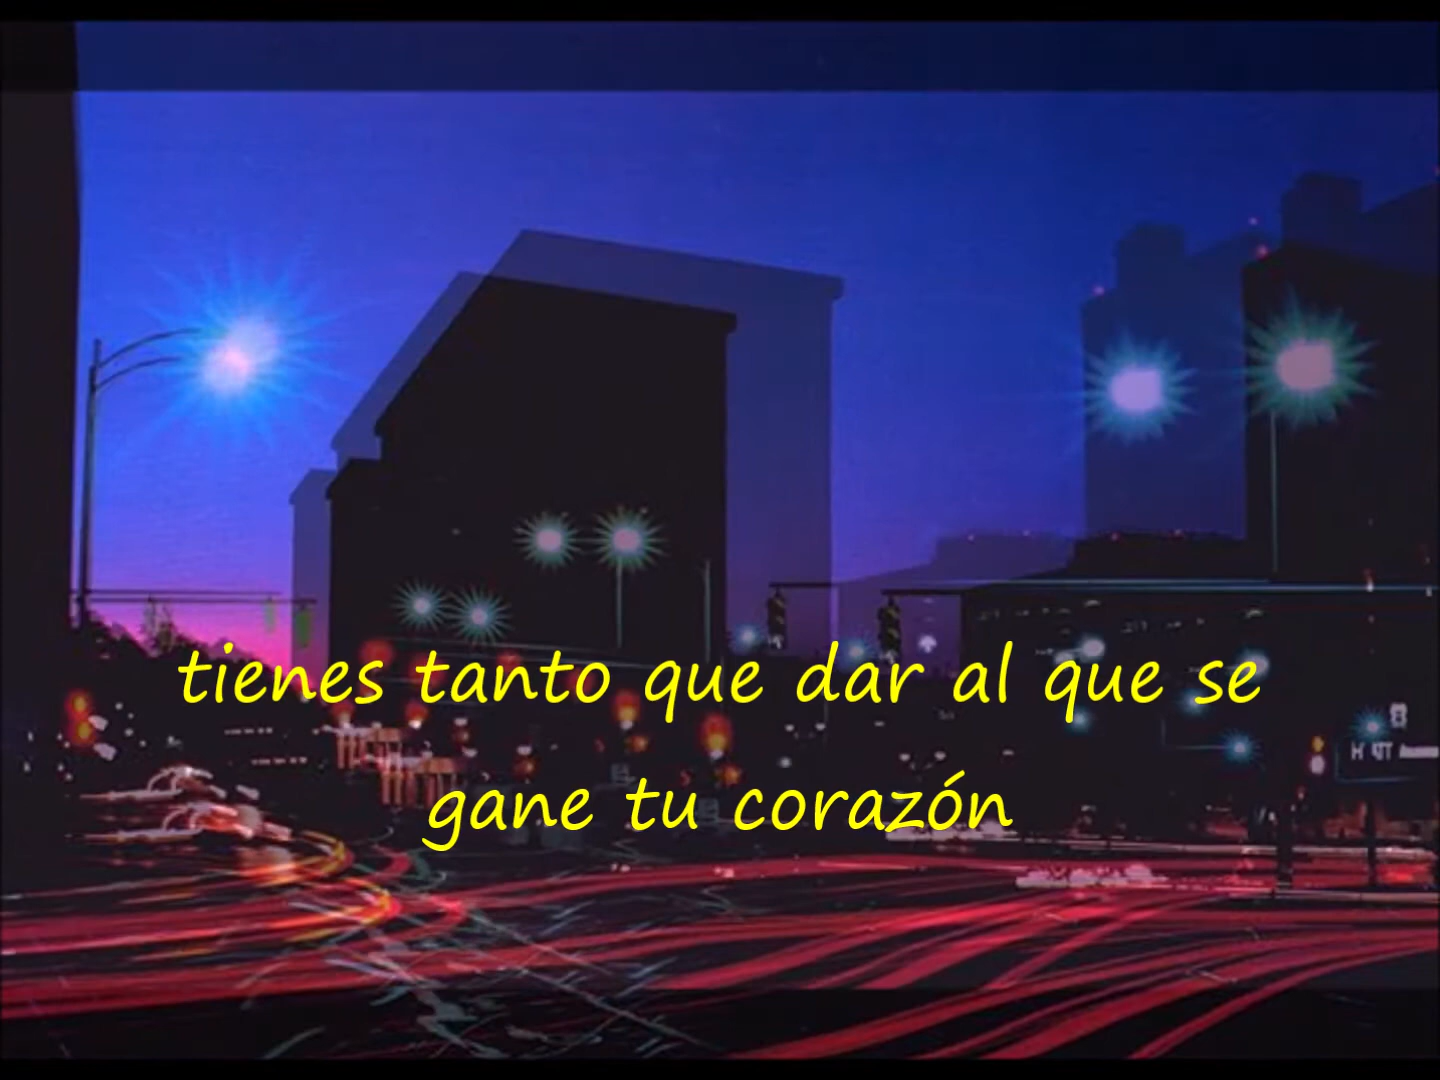 tienes tanto que dar al que se
gane tu corazón